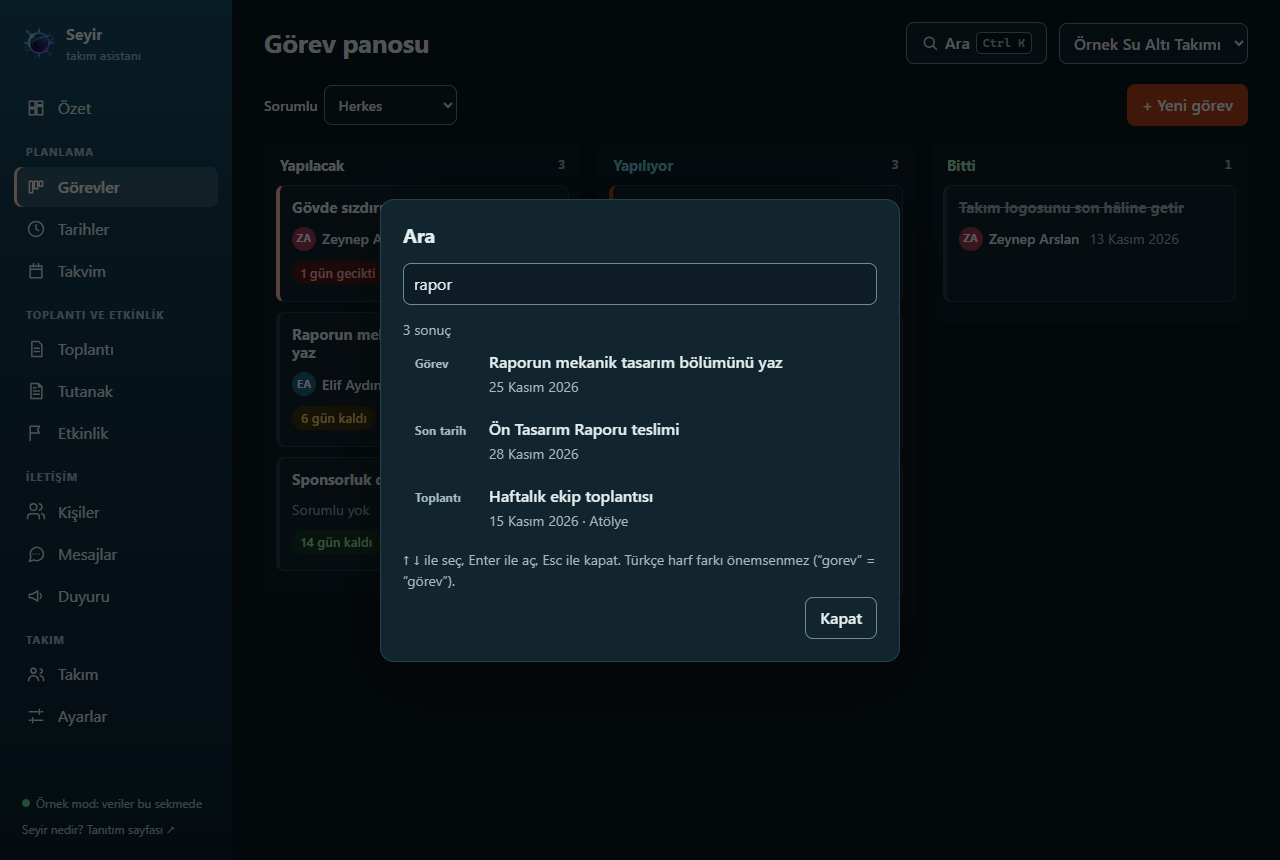 Seyir
takım asistanı
Özet
PLANLAMA
Görevler
Tarihler
Takvim
TOPLANTI VE ETKİNLİK
Toplantı
Tutanak
Etkinlik
İLETİŞİM
Kişiler
Mesajlar
Duyuru
TAKIM
Takım
Ayarlar
Örnek mod: veriler bu sekmede
Seyir nedir? Tanıtım sayfası ↗
Görev panosu
Ara Ctrl K
Örnek Su Altı Takımı
Sorumlu Herkes
+ Yeni görev
Yapılacak 3
Gövde
ZA Zeynep
1 gün gecikti
Raporun
yaz
EA Elif Aydın
6 gün kaldı
Sponsorluk
Sorumlu yok
14 gün kaldı
Yapılıyor 3
Bitti 1
Takım logosunu son hâline getir
ZA Zeynep Arslan 13 Kasım 2026
Ara
rapor
3 sonuç
Görev Raporun mekanik tasarım bölümünü yaz
25 Kasım 2026
Son tarih Ön Tasarım Raporu teslimi
28 Kasım 2026
Toplantı Haftalık ekip toplantısı
15 Kasım 2026 · Atölye
↑ ↓ ile seç, Enter ile aç, Esc ile kapat. Türkçe harf farkı önemsenmez (“gorev” =
“görev”).
Kapat